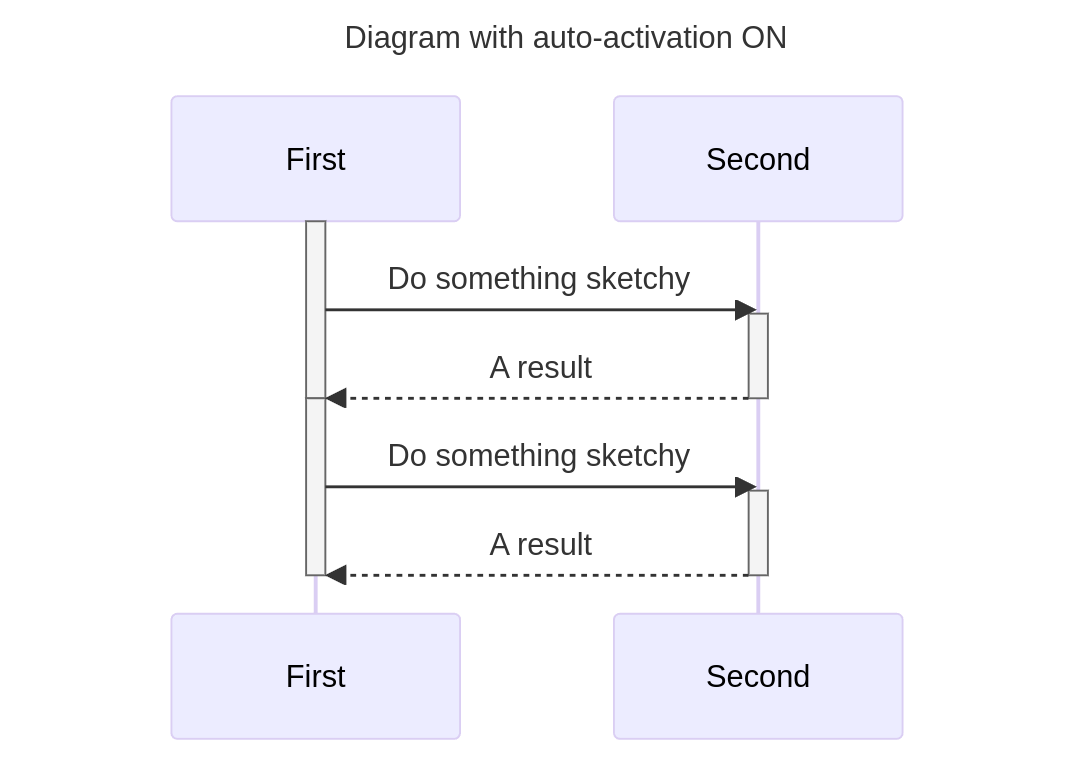 Diagram with auto-activation ON
First
Second
Do something sketchy
A result
Do something sketchy
A result
First
Second